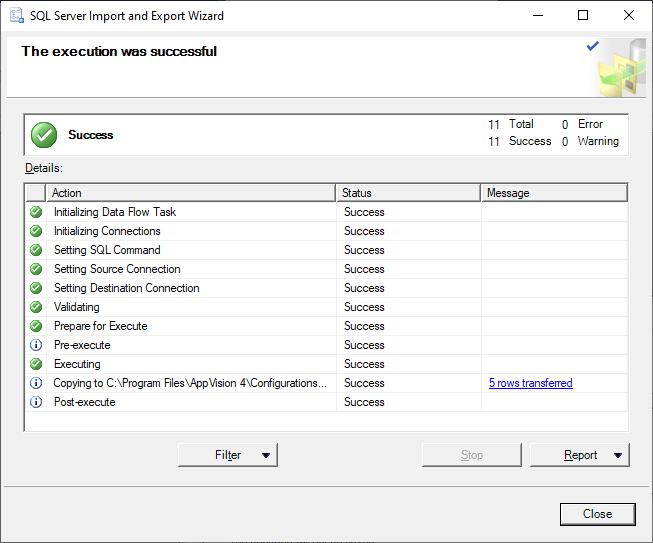 SQL Server Import and Export Wizard
The execution was successful
Success
11 Total 0 Error
11 Success 0 Warning
Details:
Action Status Message
Initializing Data Flow Task Success
Initializing Connections Success
Setting SQL Command Success
Setting Source Connection Success
Setting Destination Connection Success
Validating Success
Prepare for Execute Success
Pre-execute Success
Executing Success
Copying to C:\Program Files\AppVision 4\Configurations... Success 5 rows transferred
Post-execute Success
Filter Stop Report
Close